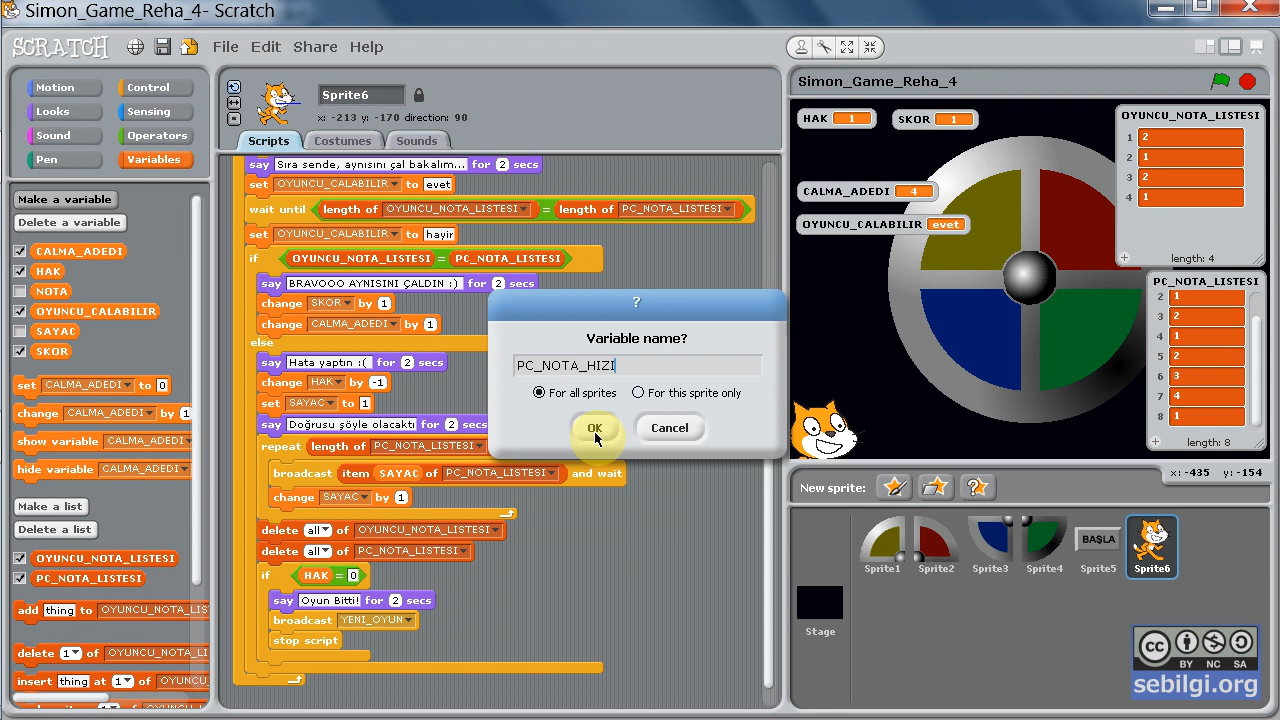 Simon_Game_Reha_4- Scratch
SCRATCH
File Edit Share Help
Motion Control
Looks Sensing
Sound Operators
Pen Variables
Make a variable
Delete a variable
CALMA_ADEDI
HAK
NOTA
OYUNCU_CALABILIR
SAYAC
SKOR
set CALMA_ADEDI to 0
change CALMA_ADEDI by 1
show variable CALMA_ADEDI
hide variable CALMA_ADEDI
Make a list
Delete a list
OYUNCU_NOTA_LISTESI
PC_NOTA_LISTESI
add thing to OYUNCU_NOTA_LIS
delete 1 of OYUNCU_NOTA_L
insert thing at 1 of OY
Sprite6
x: -213 y: -170 direction: 90
Scripts Costumes Sounds
say Sıra sende, aynısını çal bakalım... for 2 secs
set OYUNCU_CALABILIR to evet
wait until length of OYUNCU_NOTA_LISTESI = length of PC_NOTA_LISTESI
set OYUNCU_CALABILIR to hayir
if OYUNCU_NOTA_LISTESI = PC_NOTA_LISTESI
say BRAVOOO AYNISINI ÇALDIN :) for 2 secs
change SKOR by 1
change CALMA_ADEDI by 1
else
say Hata yaptın :( for 2 secs
change HAK by -1
set SAYAC to 1
say Doğrusu şöyle olacaktı for 2 secs
repeat length of PC_NOTA_LISTESI
broadcast item SAYAC of PC_NOTA_LISTESI and wait
change SAYAC by 1
delete all of OYUNCU_NOTA_LISTESI
delete all of PC_NOTA_LISTESI
if HAK = 0
say Oyun Bitti! for 2 secs
broadcast YENI_OYUN
stop script
?
Variable name?
PC_NOTA_HIZI
For all sprites For this sprite only
OK Cancel
Simon_Game_Reha_4
HAK 1 SKOR 1
CALMA_ADEDI 4
OYUNCU_CALABILIR evet
OYUNCU_NOTA_LISTESI
1 2
2 1
3 2
4 1
+ length: 4
PC_NOTA_LISTESI
2 1
3 2
4 1
5 2
6 3
7 4
8 1
+ length: 8
x: -435 y: -154
New sprite:
BAŞLA
Sprite1 Sprite2 Sprite3 Sprite4 Sprite5 Sprite6
Stage
cc BY NC SA
sebilgi.org